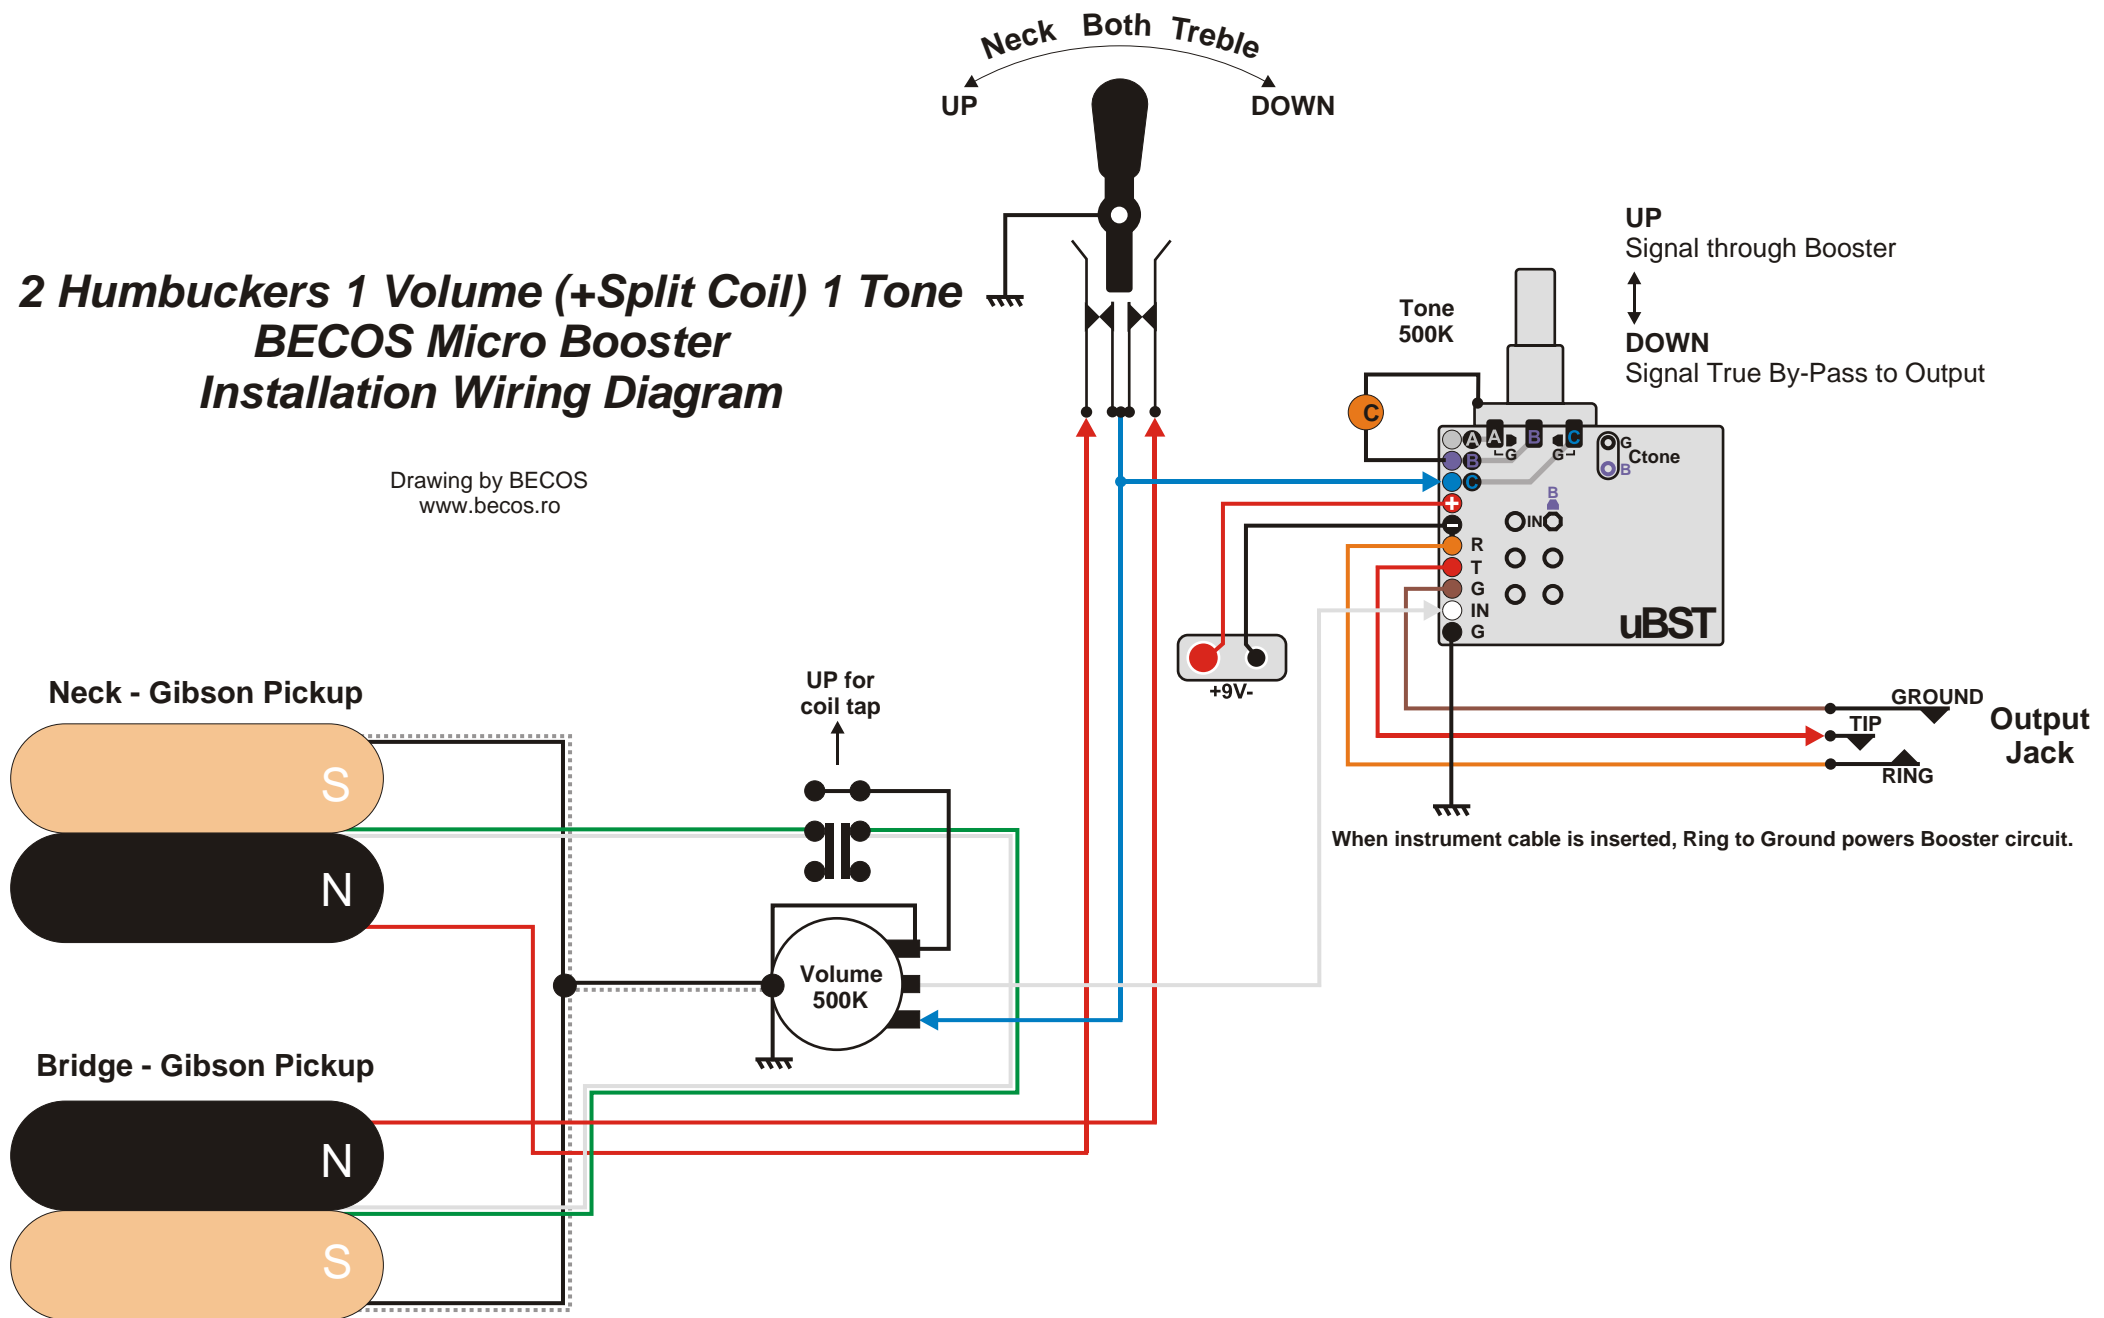 Neck Both Treble
UP
DOWN
2 Humbuckers 1 Volume (+Split Coil) 1 Tone
BECOS Micro Booster
Installation Wiring Diagram
Drawing by BECOS
www.becos.ro
UP
Signal through Booster
DOWN
Signal True By-Pass to Output
Tone
500K
C
A A B C
G G
B
C
G
Ctone
B
B
IN
R
T
G
IN
G
uBST
+9V-
GROUND
TIP
RING
Output
Jack
When instrument cable is inserted, Ring to Ground powers Booster circuit.
UP for
coil tap
Neck - Gibson Pickup
S
N
Volume
500K
Bridge - Gibson Pickup
N
S